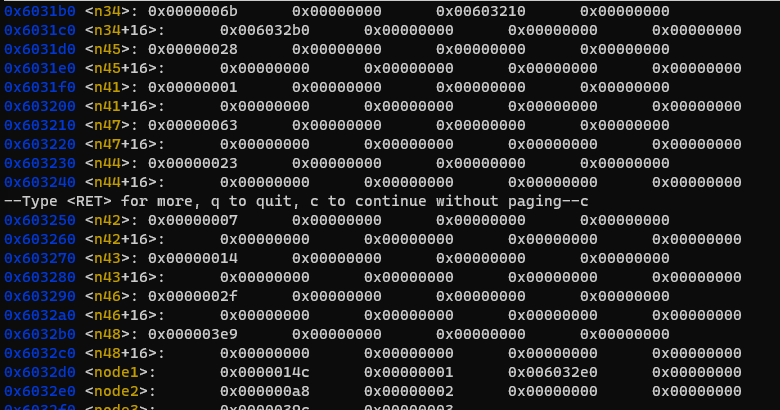 0x6031b0 <n34>: 0x0000006b 0x00000000 0x00603210 0x00000000
0x6031c0 <n34+16>: 0x006032b0 0x00000000 0x00000000 0x00000000
0x6031d0 <n45>: 0x00000028 0x00000000 0x00000000 0x00000000
0x6031e0 <n45+16>: 0x00000000 0x00000000 0x00000000 0x00000000
0x6031f0 <n41>: 0x00000001 0x00000000 0x00000000 0x00000000
0x603200 <n41+16>: 0x00000000 0x00000000 0x00000000 0x00000000
0x603210 <n47>: 0x00000063 0x00000000 0x00000000 0x00000000
0x603220 <n47+16>: 0x00000000 0x00000000 0x00000000 0x00000000
0x603230 <n44>: 0x00000023 0x00000000 0x00000000 0x00000000
0x603240 <n44+16>: 0x00000000 0x00000000 0x00000000 0x00000000
--Type <RET> for more, q to quit, c to continue without paging--c
0x603250 <n42>: 0x00000007 0x00000000 0x00000000 0x00000000
0x603260 <n42+16>: 0x00000000 0x00000000 0x00000000 0x00000000
0x603270 <n43>: 0x00000014 0x00000000 0x00000000 0x00000000
0x603280 <n43+16>: 0x00000000 0x00000000 0x00000000 0x00000000
0x603290 <n46>: 0x0000002f 0x00000000 0x00000000 0x00000000
0x6032a0 <n46+16>: 0x00000000 0x00000000 0x00000000 0x00000000
0x6032b0 <n48>: 0x000003e9 0x00000000 0x00000000 0x00000000
0x6032c0 <n48+16>: 0x00000000 0x00000000 0x00000000 0x00000000
0x6032d0 <node1>: 0x0000014c 0x00000001 0x006032e0 0x00000000
0x6032e0 <node2>: 0x000000a8 0x00000002 0x00000000 0x00000000
0x6032f0 <node3>: 0x0000039c 0x00000003